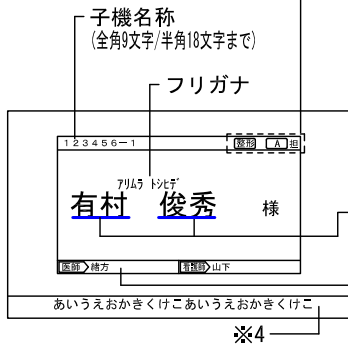 子機名称
(全角9文字/半角18文字まで)
フリガナ
123456−1 整形 A 担
アリムラ トシヒデ
有村 俊秀 様
医師 緒方 看護師 山下
あいうえおかきくけこあいうえおかきくけこ
※4